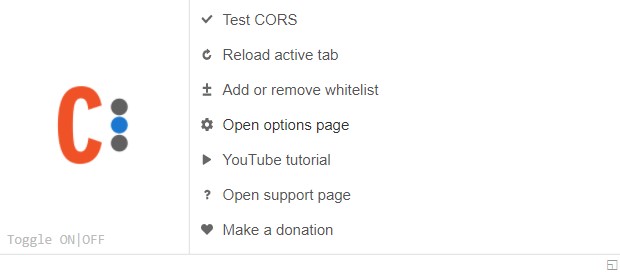 Test CORS
Reload active tab
Add or remove whitelist
C
Open options page
YouTube tutorial
Open support page
Make a donation
Toggle ON|OFF